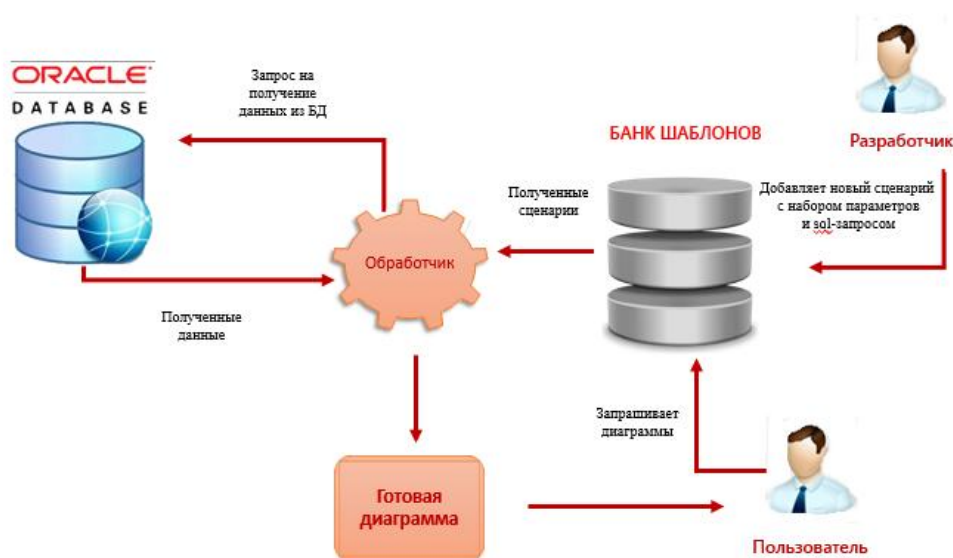 ORACLE
DATABASE
Запрос на
получение
данных из БД
БАНК ШАБЛОНОВ
Разработчик
Добавляет новый сценарий
с набором параметров
и sql-запросом
Полученные
сценарии
Обработчик
Полученные
данные
Запрашивает
диаграммы
Готовая
диаграмма
Пользователь